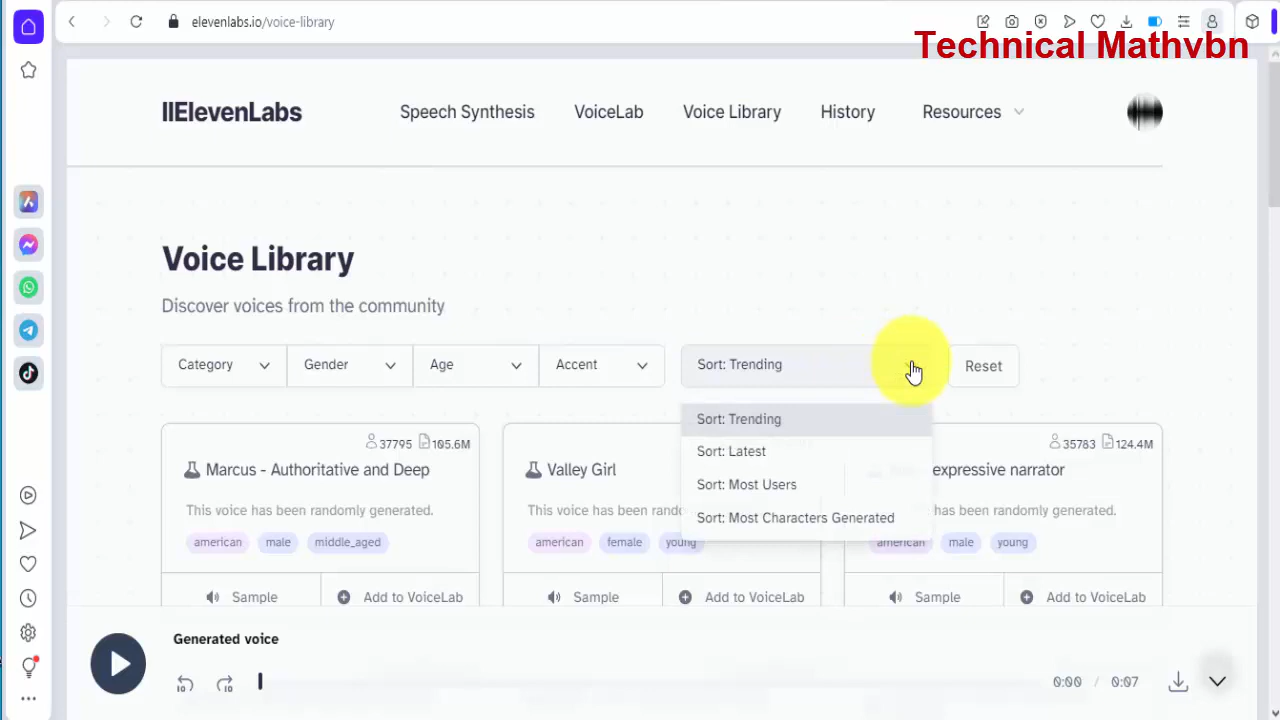 elevenlabs.io/voice-library
Technical Mathvbn
IIElevenLabs
Speech Synthesis
VoiceLab
Voice Library
History
Resources
Voice Library
Discover voices from the community
Category
Gender
Age
Accent
Sort: Trending
Reset
Sort: Trending
Sort: Latest
Sort: Most Users
Sort: Most Characters Generated
37795 105.6M
Marcus - Authoritative and Deep
This voice has been randomly generated.
american male middle_aged
Sample
Add to VoiceLab
Valley Girl
This voice has been rand
american female young
Sample
Add to VoiceLab
35783 124.4M
expressive narrator
randomly generated.
american male young
Sample
Add to VoiceLab
Generated voice
10
10
0:00 / 0:07